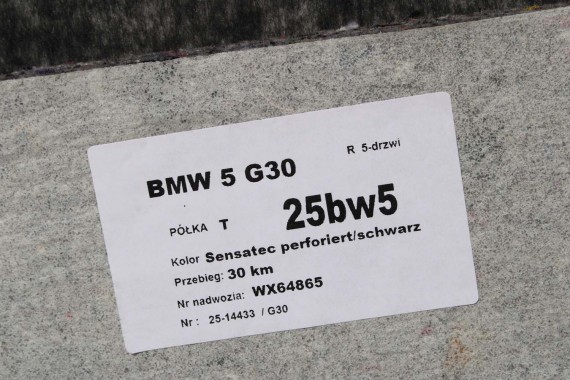 BMW 5 G30 R 5-drzwi
PÓŁKA T 25bw5
Kolor Sensatec perforiert/schwarz
Przebieg: 30 km
Nr nadwozia: WX64865
Nr : 25-14433 / G30